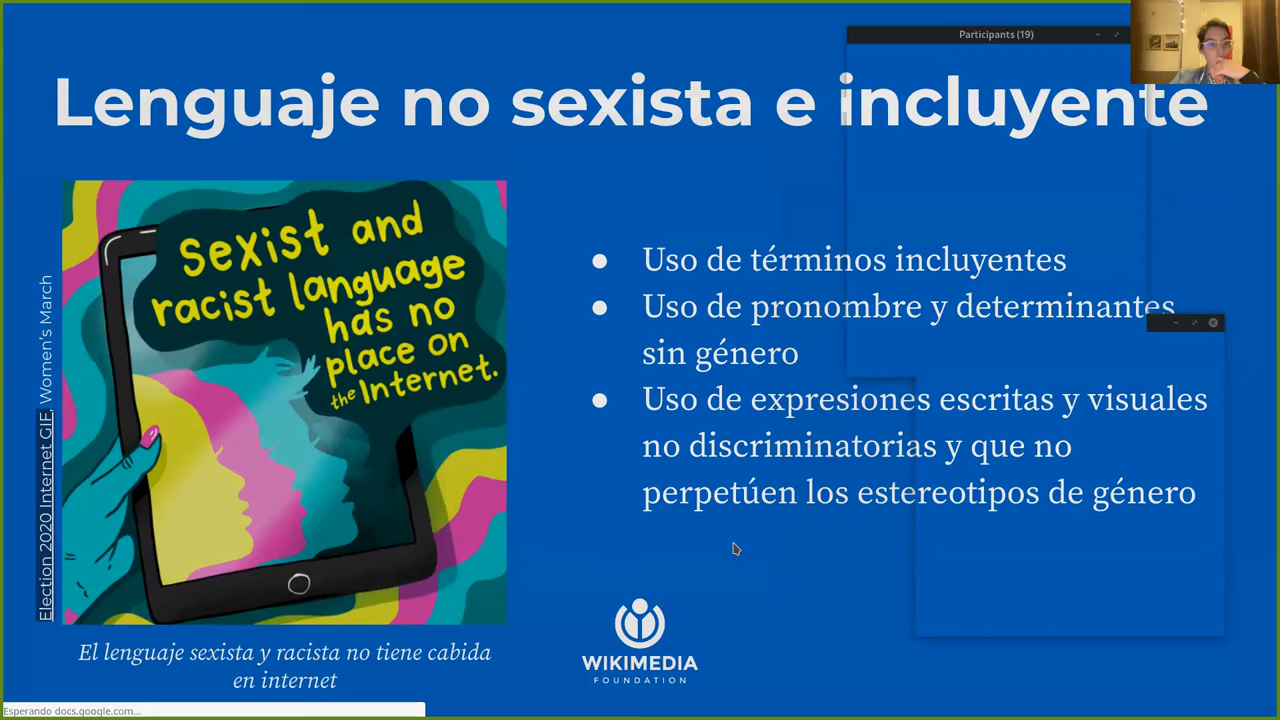 Participants (19)
Lenguaje no sexista e incluyente
Sexist and
racist language
has no
place on
the Internet.
Election 2020 Internet GIF, Women's March
El lenguaje sexista y racista no tiene cabida
en internet
● Uso de términos incluyentes
● Uso de pronombre y determinantes
sin género
● Uso de expresiones escritas y visuales
no discriminatorias y que no
perpetúen los estereotipos de género
WIKIMEDIA
FOUNDATION
Esperando docs.google.com...